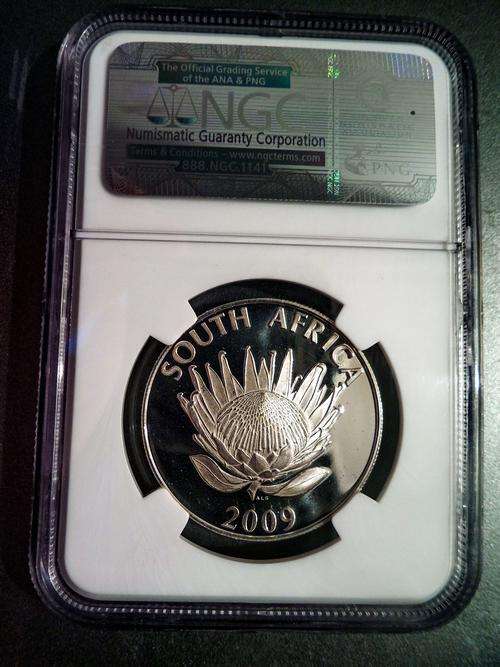 The Official Grading Service
of the ANA & PNG
NGC
Numismatic Guaranty Corporation
Terms & Conditions – www.ngcterms.com
888.NGC.1141
PNG
SOUTH AFRICA
ALS
2009